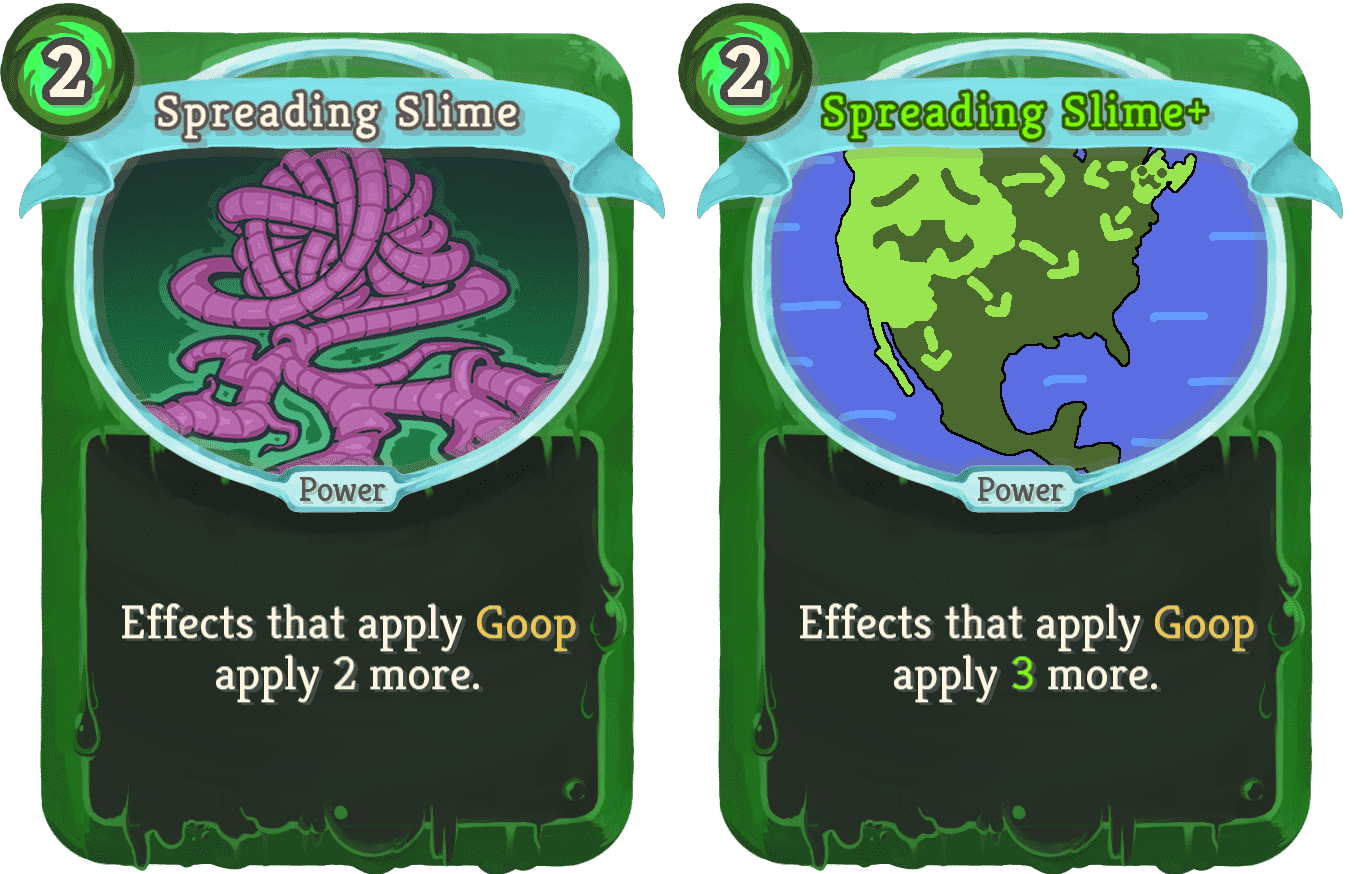 2
Spreading Slime
Power
Effects that apply Goop
apply 2 more.
2
Spreading Slime+
Power
Effects that apply Goop
apply 3 more.